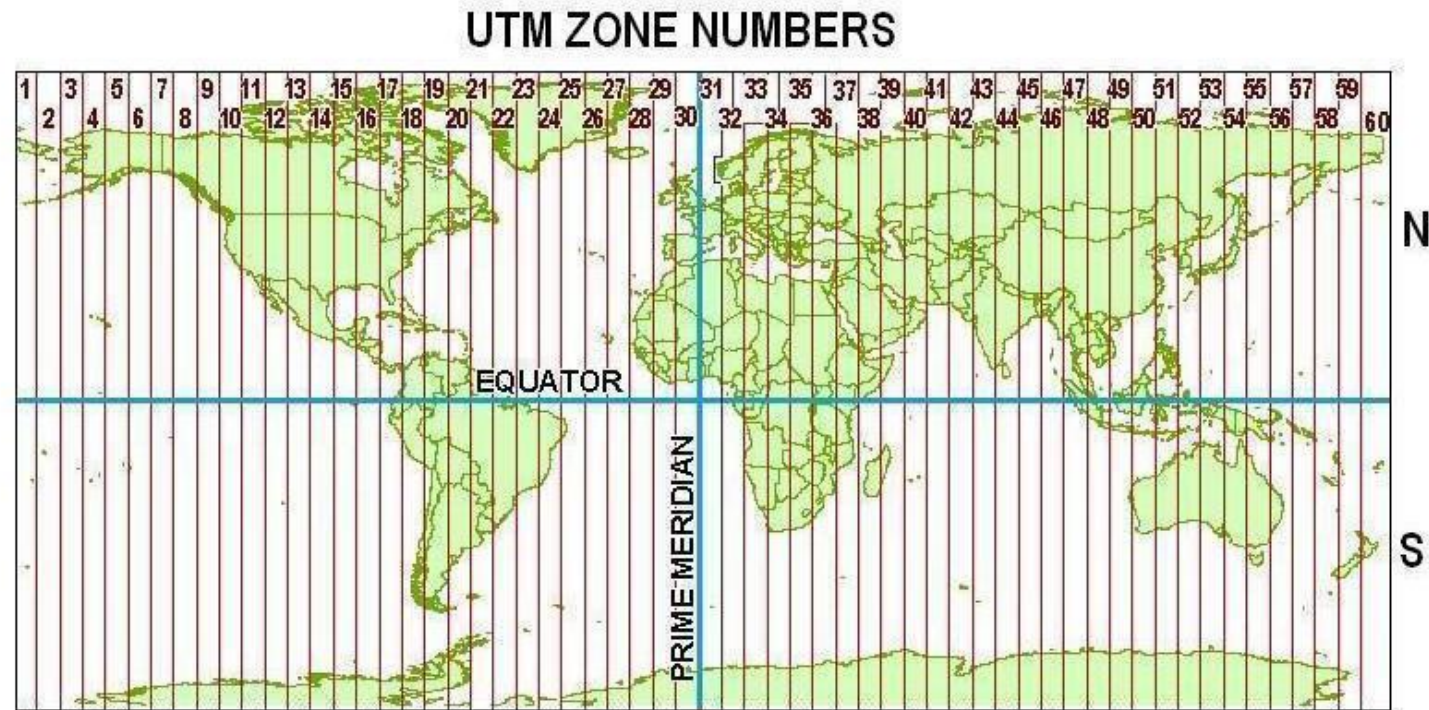 UTM ZONE NUMBERS
1 3 5 7 9 11 13 15 17 19 21 23 25 27 29 31 33 35 37 39 41 43 45 47 49 51 53 55 57 59
2 4 6 8 10 12 14 16 18 20 22 24 26 28 30 32 34 36 38 40 42 44 46 48 50 52 54 56 58 60
N
EQUATOR
PRIME MERIDIAN
S